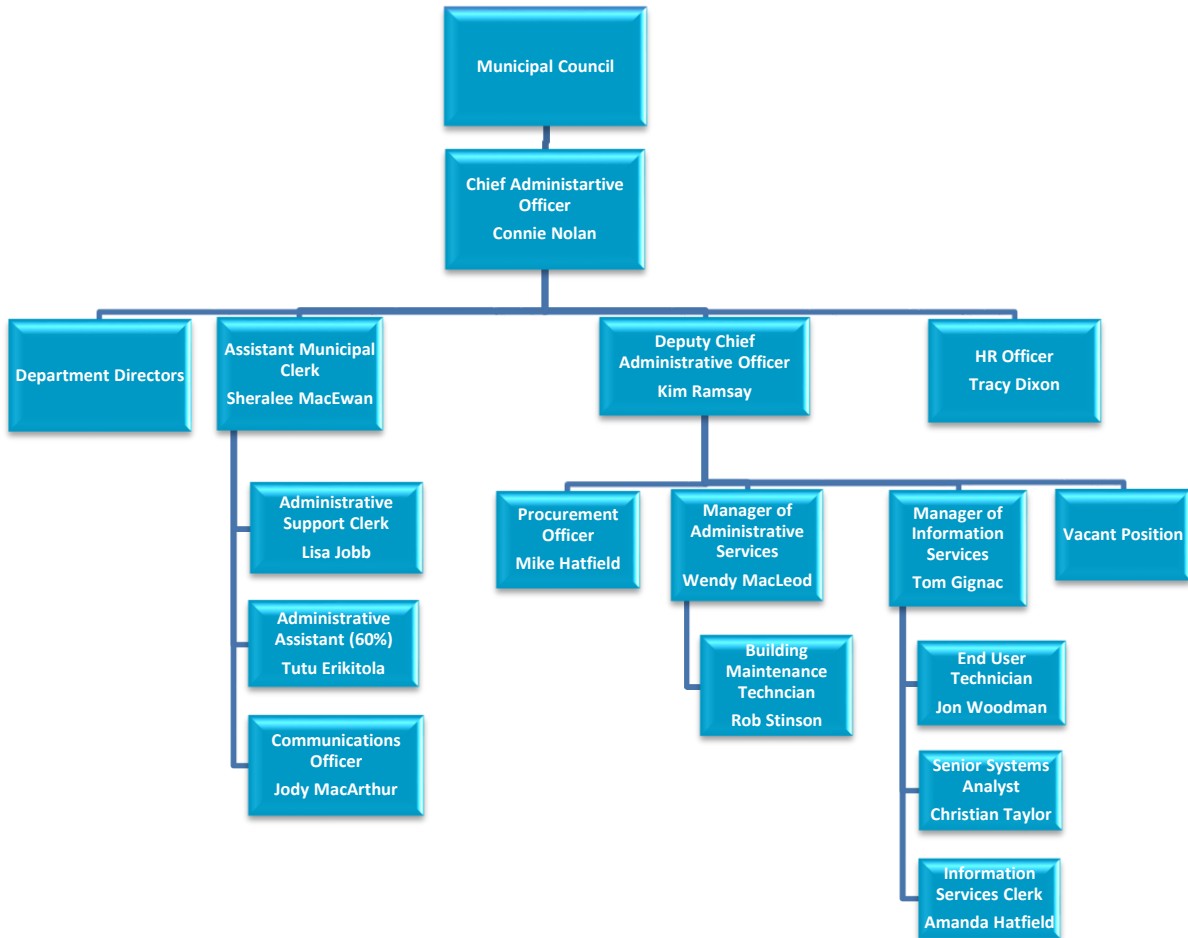 Municipal Council
Chief Administartive
Officer
Connie Nolan
Department Directors
Assistant Municipal
Clerk
Sheralee MacEwan
Deputy Chief
Administrative Officer
Kim Ramsay
HR Officer
Tracy Dixon
Administrative
Support Clerk
Lisa Jobb
Administrative
Assistant (60%)
Tutu Erikitola
Communications
Officer
Jody MacArthur
Procurement
Officer
Mike Hatfield
Manager of
Administrative
Services
Wendy MacLeod
Building
Maintenance
Techncian
Rob Stinson
Manager of
Information
Services
Tom Gignac
End User
Technician
Jon Woodman
Senior Systems
Analyst
Christian Taylor
Information
Services Clerk
Amanda Hatfield
Vacant Position